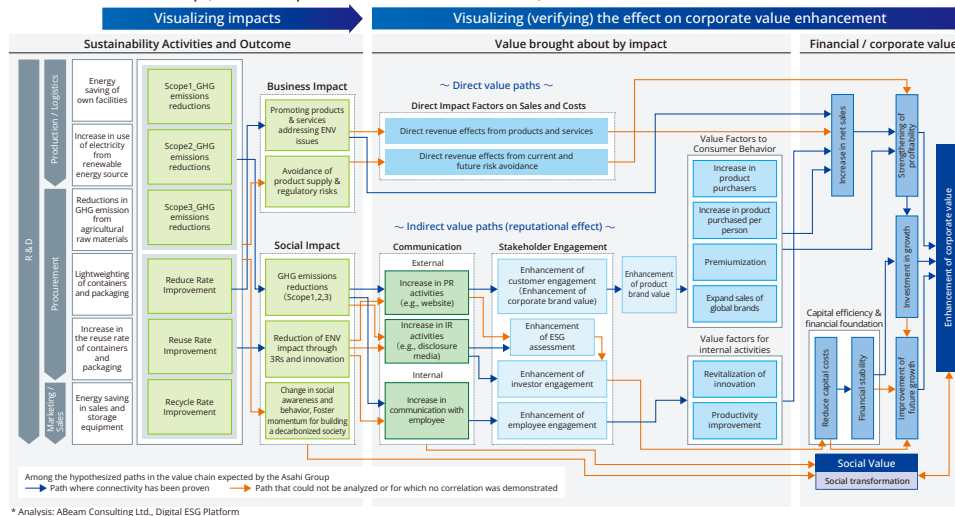 Visualizing impacts
Visualizing (verifying) the effect on corporate value enhancement
Sustainability Activities and Outcome
Value brought about by impact
Financial / corporate value
R & D
Production / Logistics
Procurement
Marketing /
Sales
Energy
saving of
own facilities
Increase in use
of electricity
from
renewable
energy source
Reductions in
GHG emission
from
agricultural
raw materials
Lightweighting
of containers
and packaging
Increase in
the reuse rate
of containers
and
packaging
Energy saving
in sales and
storage
equipment
Scope1_GHG
emissions
reductions
Scope2_GHG
emissions
reductions
Scope3_GHG
emissions
reductions
Reduce Rate
Improvement
Reuse Rate
Improvement
Recycle Rate
Improvement
Business Impact
Promoting products
& services
addressing ENV
issues
Avoidance of
product supply &
regulatory risks
Social Impact
GHG emissions
reductions
(Scope1,2,3)
Reduction of ENV
impact through
3Rs and innovation
Change in social
awareness and
behavior, Foster
momentum for building
a decarbonized society
～ Direct value paths ～
Direct Impact Factors on Sales and Costs
Direct revenue effects from products and services
Direct revenue effects from current and
future risk avoidance
～ Indirect value paths (reputational effect) ～
Communication
External
Increase in PR
activities
(e.g., website)
Increase in IR
activities
(e.g., disclosure
media)
Internal
Increase in
communication with
employee
Stakeholder Engagement
Enhancement of
customer engagement
(Enhancement of
corporate brand value)
Enhancement
of ESG
assessment
Enhancement of
investor engagement
Enhancement of
employee engagement
Enhancement
of product
brand value
Value Factors to
Consumer Behavior
Increase in
product
purchasers
Increase in product
purchased per
person
Premiumization
Expand sales of
global brands
Value factors for
internal activities
Revitalization of
innovation
Productivity
improvement
Increase in net sales
Strengthening of
profitability
Investment in growth
Capital efficiency &
financial foundation
Reduce capital costs
Financial stability
Improvement of
future growth
Enhancement of corporate value
Social Value
Social transformation
Among the hypothesized paths in the value chain expected by the Asahi Group
Path where connectivity has been proven
Path that could not be analyzed or for which no correlation was demonstrated
* Analysis: ABeam Consulting Ltd., Digital ESG Platform